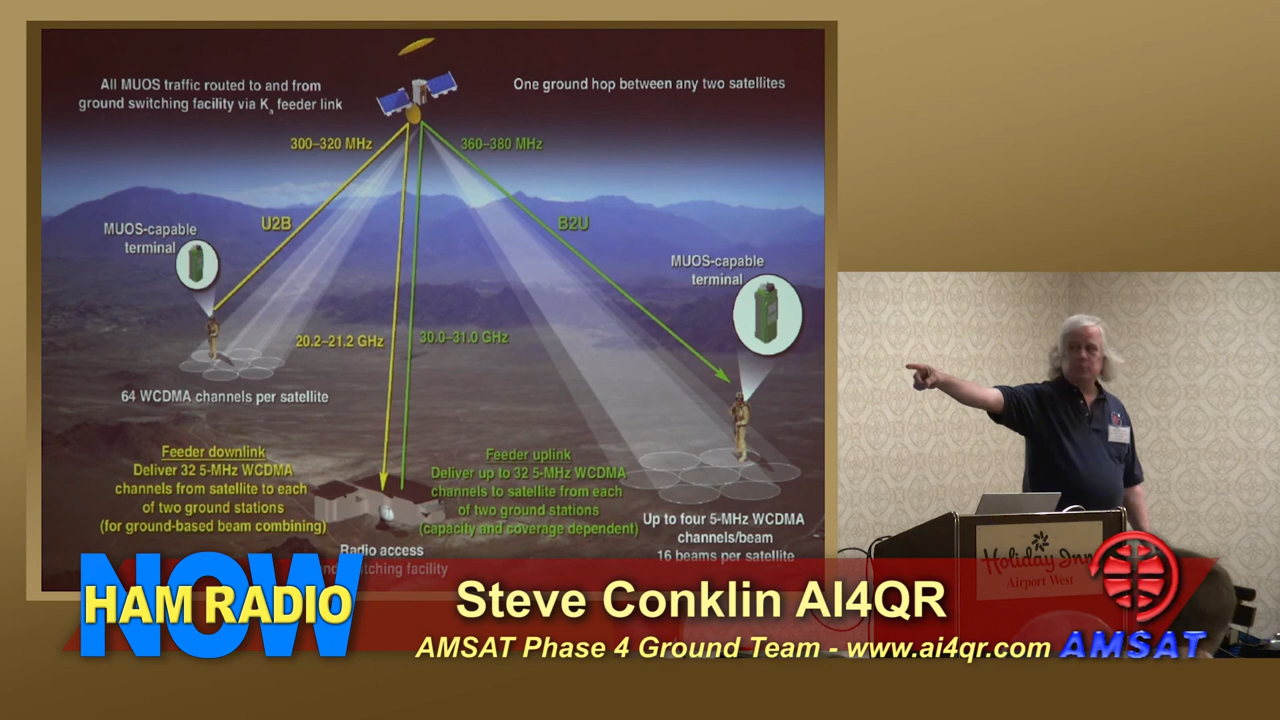 All MUOS traffic routed to and from
ground switching facility via Ka feeder link
One ground hop between any two satellites
300–320 MHz
360–380 MHz
U2B
B2U
MUOS-capable
terminal
MUOS-capable
terminal
20.2–21.2 GHz
30.0–31.0 GHz
64 WCDMA channels per satellite
Feeder downlink
Deliver 32 5-MHz WCDMA
channels from satellite to each
of two ground stations
(for ground-based beam combining)
Feeder uplink
Deliver up to 32 5-MHz WCDMA
channels to satellite from each
of two ground stations
(capacity and coverage dependent)
Up to four 5-MHz WCDMA
channels/beam
16 beams per satellite
Radio access
switching facility
Holiday Inn
Airport West
NOW
HAM RADIO
Steve Conklin AI4QR
AMSAT Phase 4 Ground Team - www.ai4qr.com
AMSAT